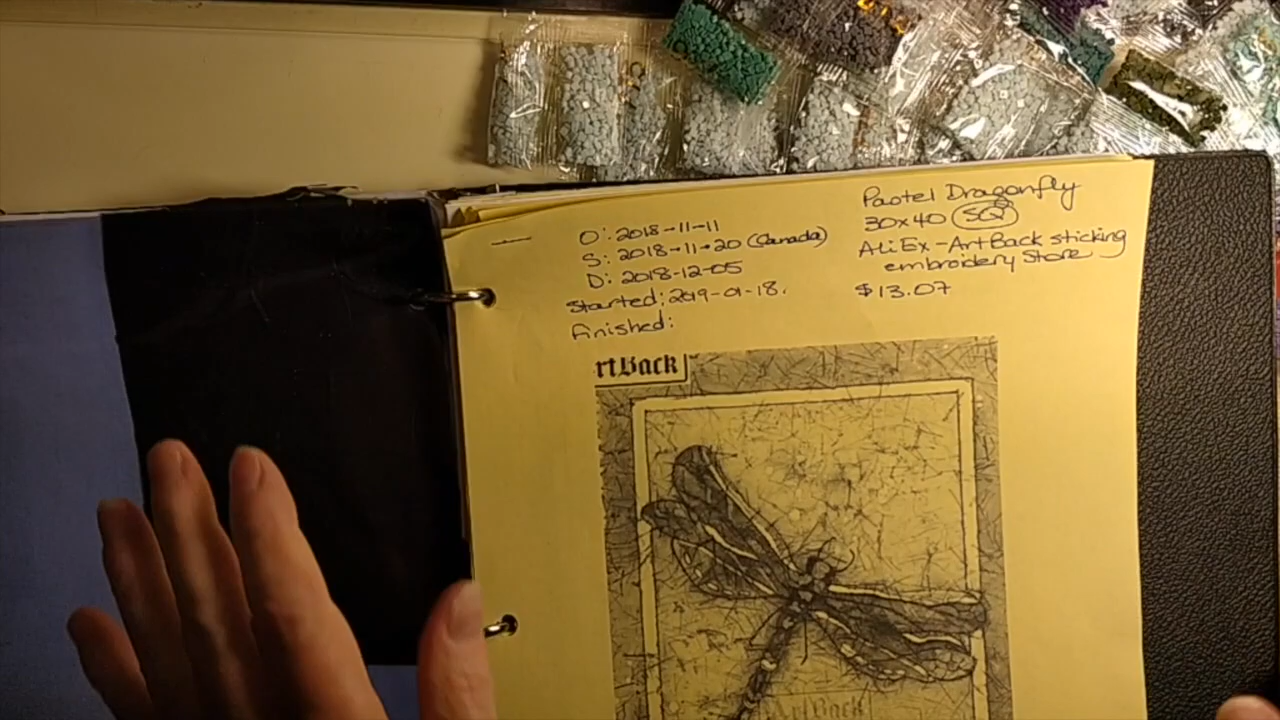 O: 2018-11-11
S: 2018-11-20 (Canada)
D: 2018-12-05
Started: 2019-01-18.
Finished:
Pastel Dragonfly
30x40 SQ
ALiEx-ArtBack sticking
embroidery Store
$13.07
rtBack
ArtBack